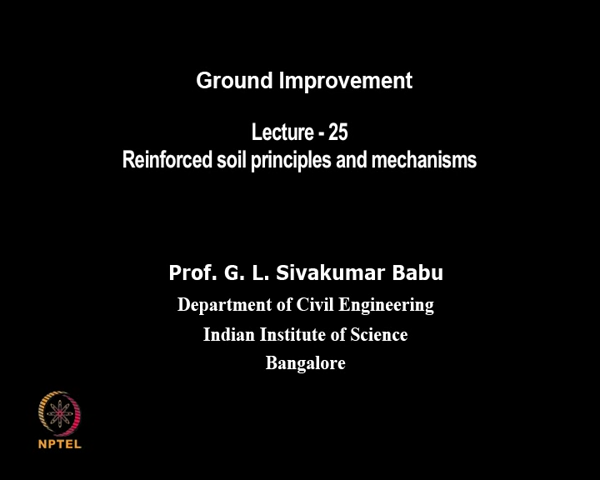 Ground Improvement
Lecture - 25
Reinforced soil principles and mechanisms
Prof. G. L. Sivakumar Babu
Department of Civil Engineering
Indian Institute of Science
Bangalore
NPTEL